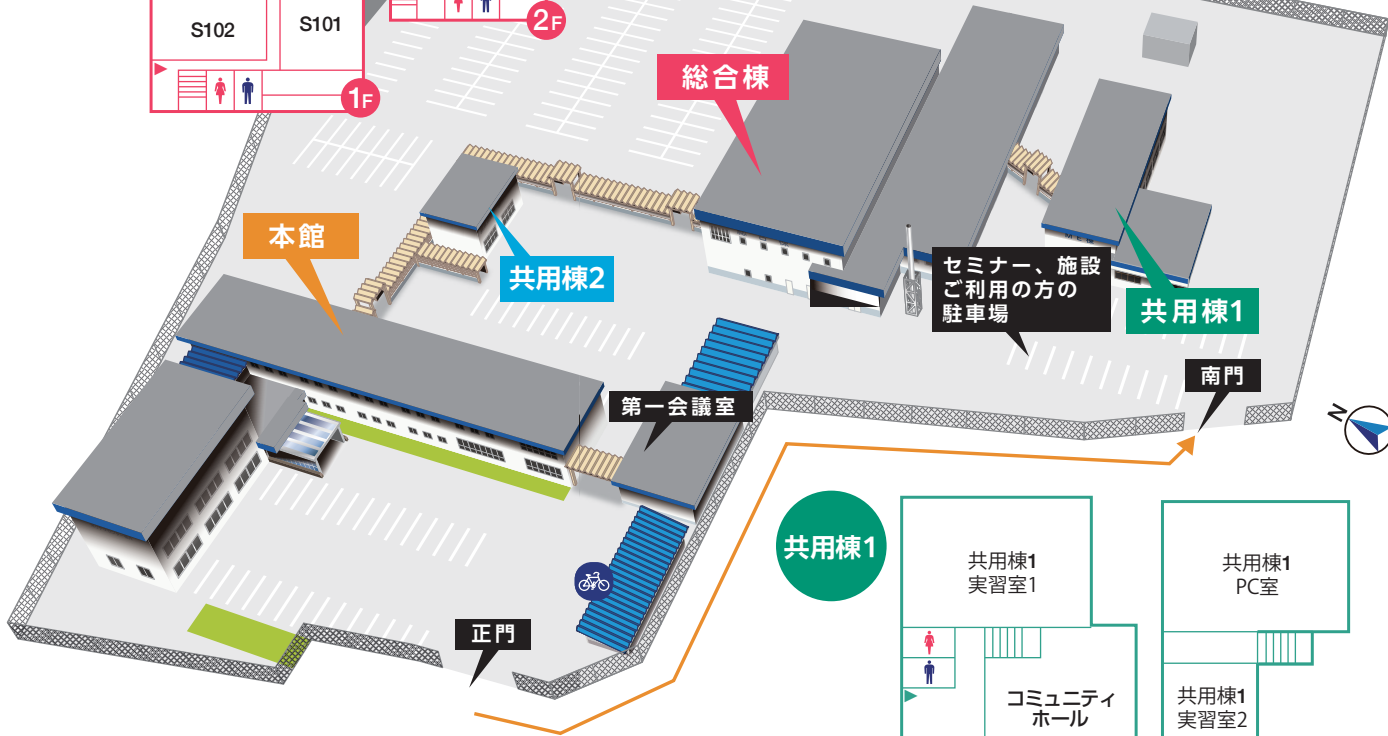 S102
S101
1F
2F
総合棟
本館
共用棟2
セミナー、施設
ご利用の方の
駐車場
共用棟1
南門
第一会議室
N
正門
共用棟1
共用棟1
実習室1
コミュニティ
ホール
共用棟1
PC室
共用棟1
実習室2